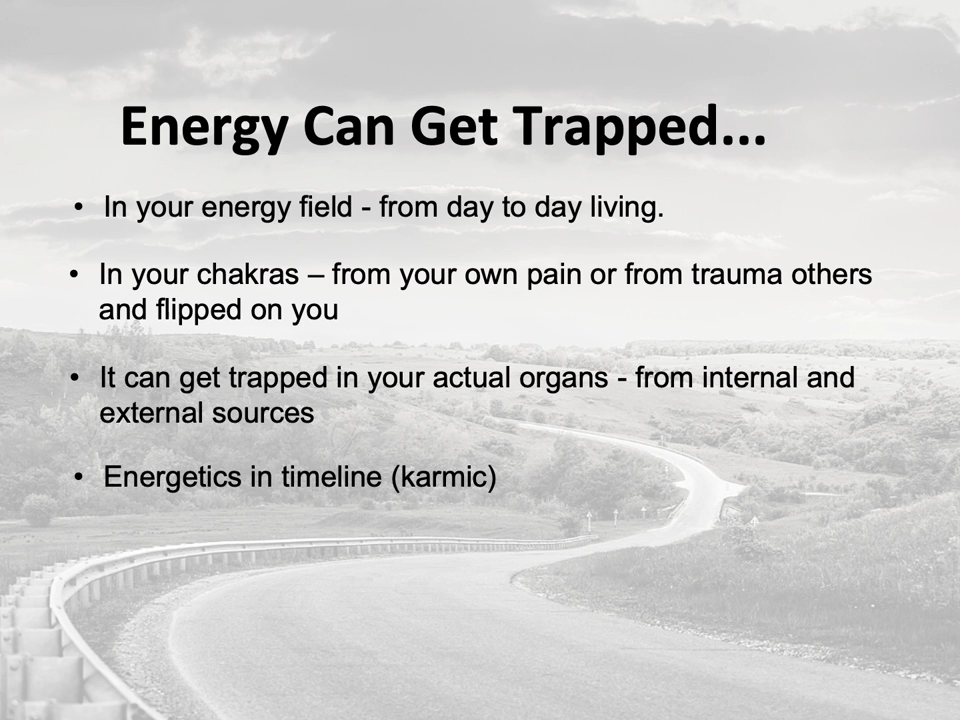 Energy Can Get Trapped...
• In your energy field - from day to day living.
• In your chakras – from your own pain or from trauma others
and flipped on you
• It can get trapped in your actual organs - from internal and
external sources
• Energetics in timeline (karmic)